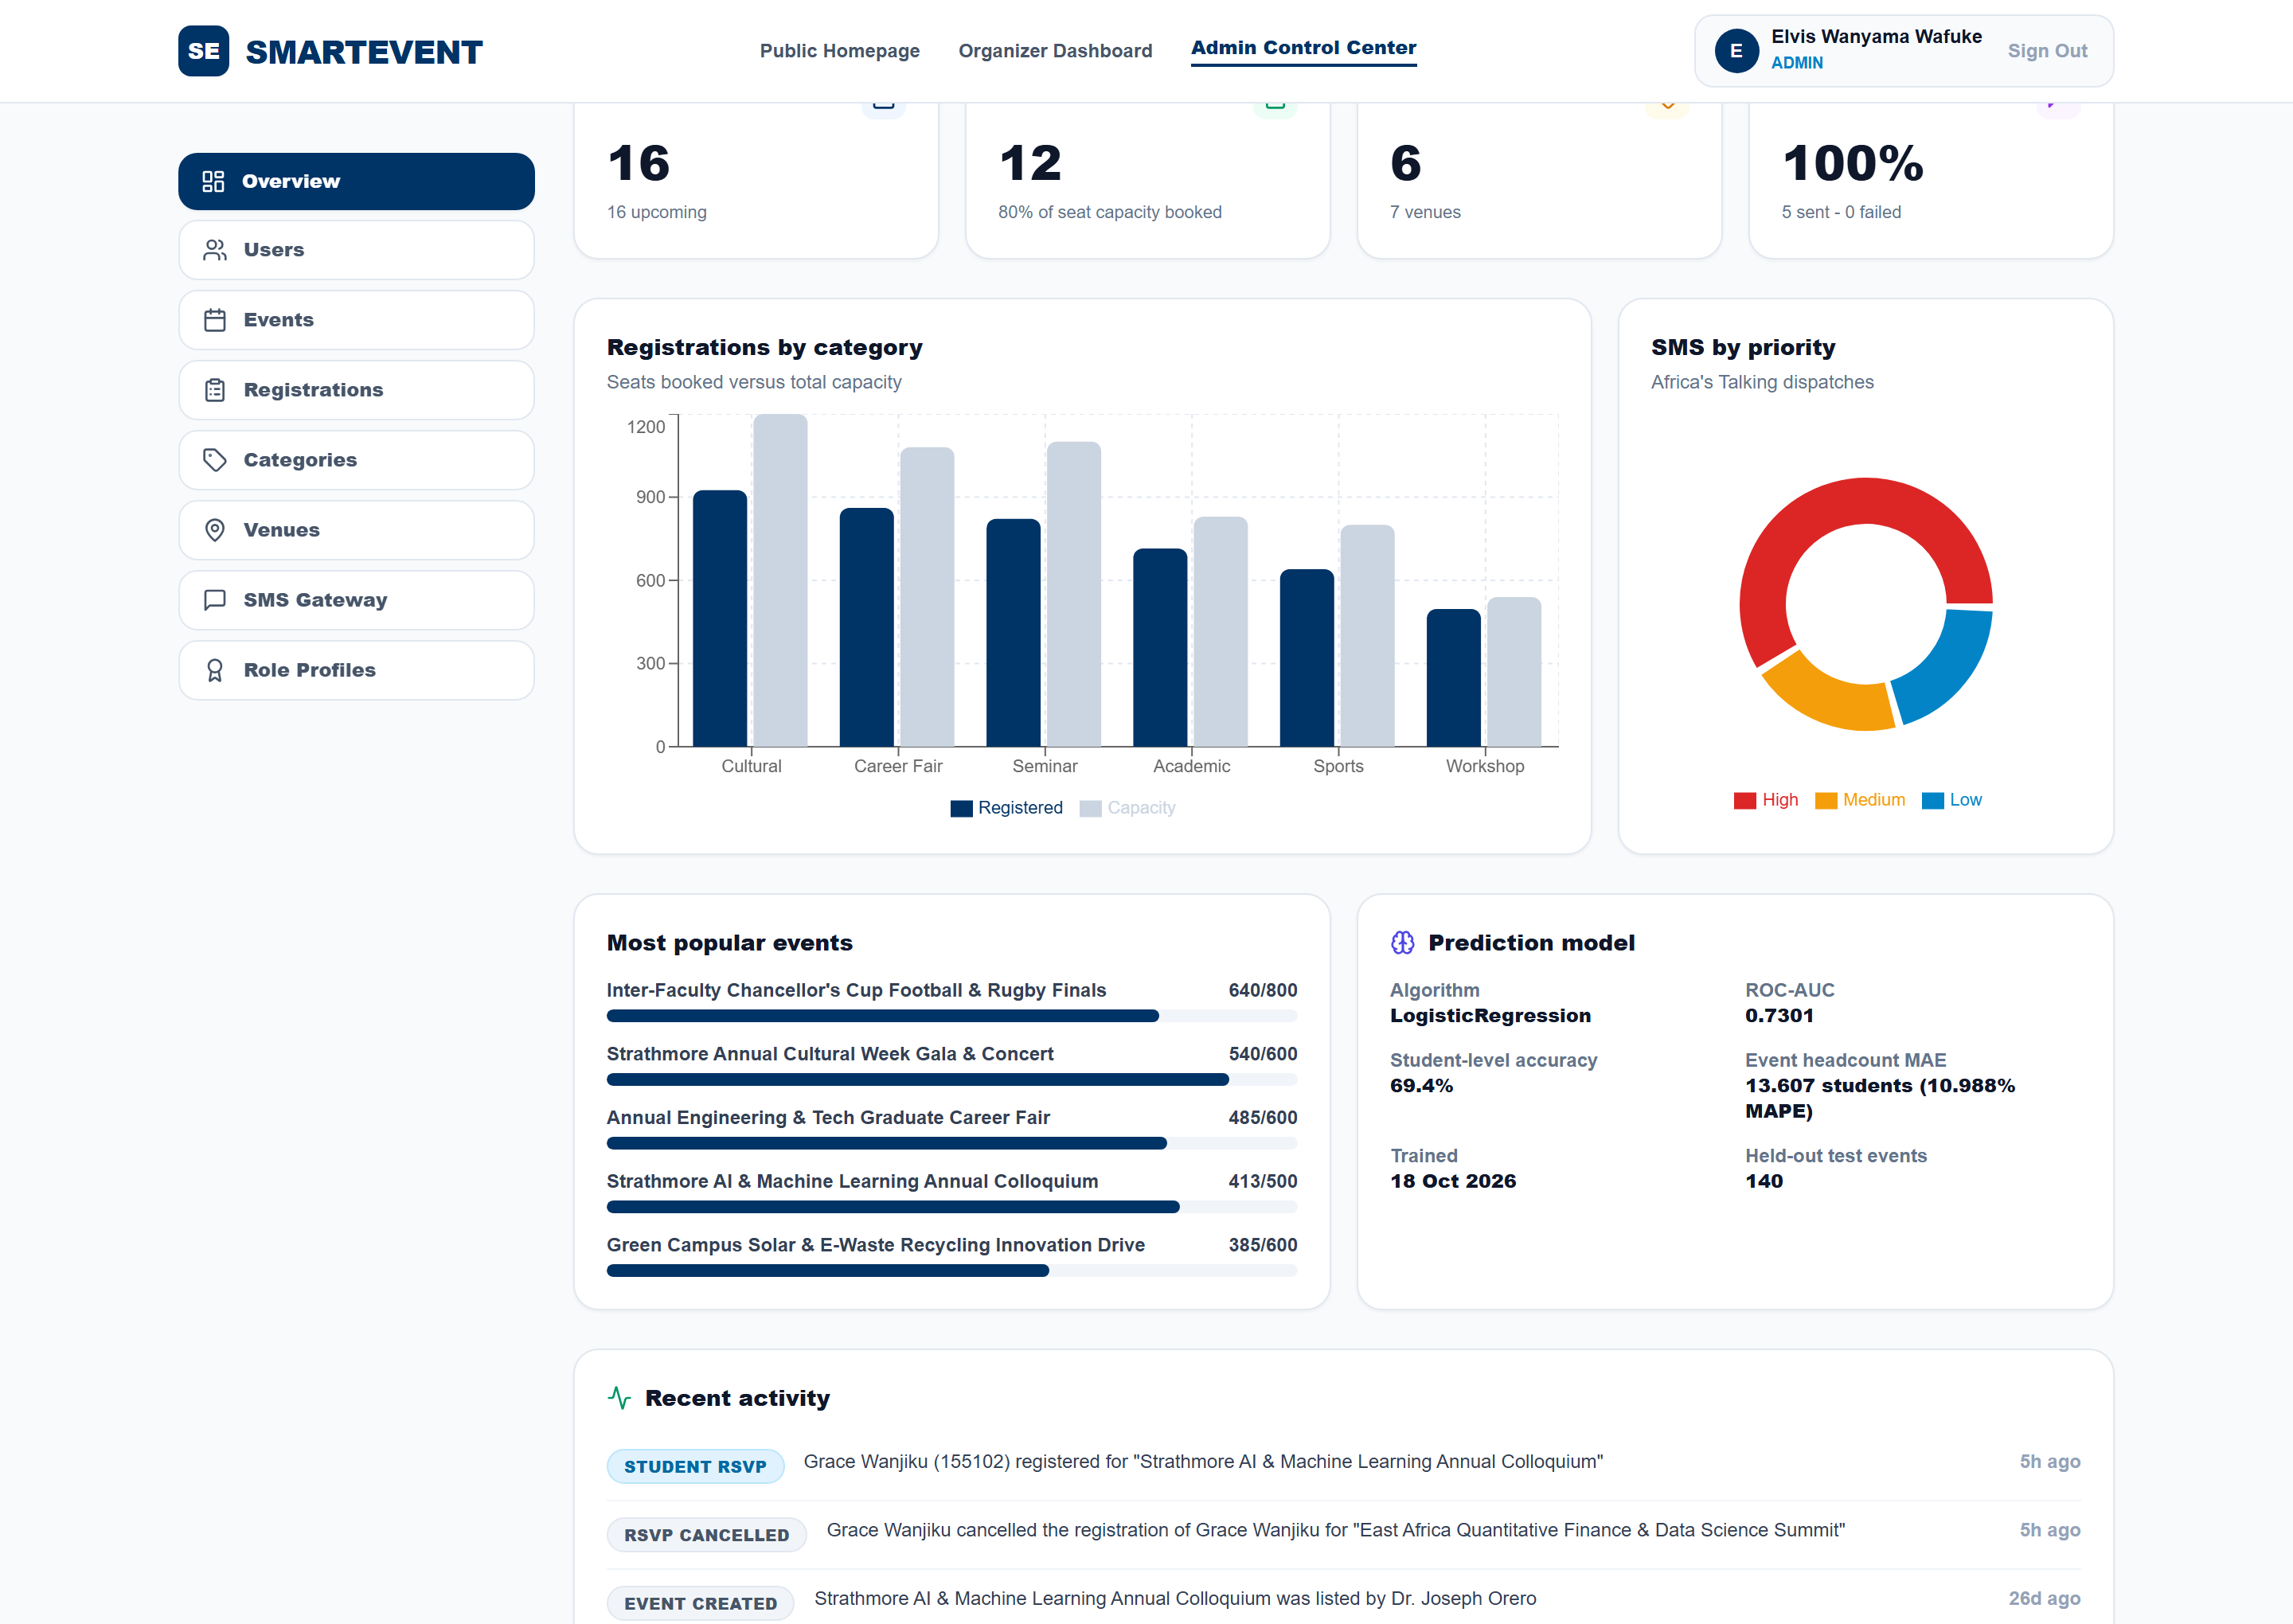 SE SMARTEVENT
Public Homepage
Organizer Dashboard
Admin Control Center
E
Elvis Wanyama Wafuke
ADMIN
Sign Out
Overview
Users
Events
Registrations
Categories
Venues
SMS Gateway
Role Profiles
16
16 upcoming
12
80% of seat capacity booked
6
7 venues
100%
5 sent - 0 failed
Registrations by category
Seats booked versus total capacity
1200
900
600
300
0
Cultural
Career Fair
Seminar
Academic
Sports
Workshop
Registered
Capacity
SMS by priority
Africa's Talking dispatches
High
Medium
Low
Most popular events
Inter-Faculty Chancellor's Cup Football & Rugby Finals 640/800
Strathmore Annual Cultural Week Gala & Concert 540/600
Annual Engineering & Tech Graduate Career Fair 485/600
Strathmore AI & Machine Learning Annual Colloquium 413/500
Green Campus Solar & E-Waste Recycling Innovation Drive 385/600
Prediction model
Algorithm
LogisticRegression
ROC-AUC
0.7301
Student-level accuracy
69.4%
Event headcount MAE
13.607 students (10.988%
MAPE)
Trained
18 Oct 2026
Held-out test events
140
Recent activity
STUDENT RSVP Grace Wanjiku (155102) registered for "Strathmore AI & Machine Learning Annual Colloquium" 5h ago
RSVP CANCELLED Grace Wanjiku cancelled the registration of Grace Wanjiku for "East Africa Quantitative Finance & Data Science Summit" 5h ago
EVENT CREATED Strathmore AI & Machine Learning Annual Colloquium was listed by Dr. Joseph Orero 26d ago